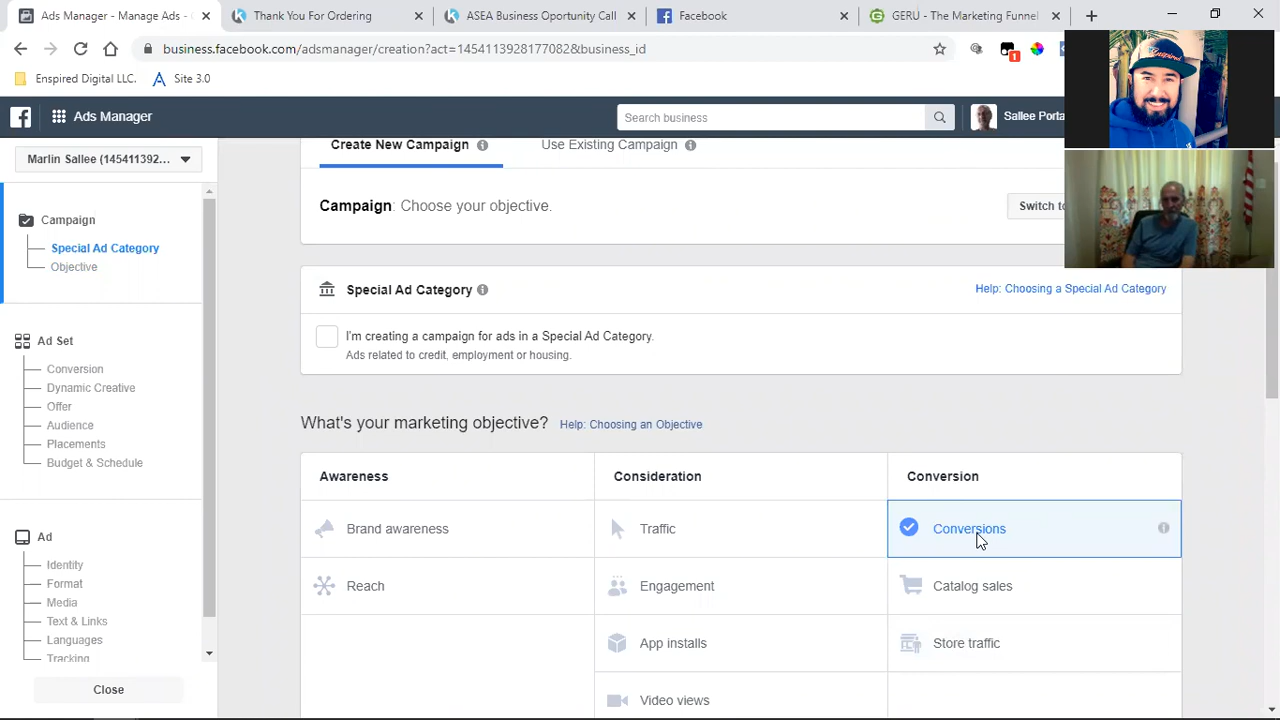 Ads Manager - Manage Ads -
Thank You For Ordering
ASEA Business Oportunity Call
Facebook
GERU - The Marketing Funnel
business.facebook.com/adsmanager/creation?act=1454113928177082&business_id
1
Enspired Digital LLC.
Site 3.0
Ads Manager
Search business
Sallee Porta
Marlin Sallee (145411392...
Create New Campaign
Use Existing Campaign
Campaign: Choose your objective.
Switch to
Campaign
Special Ad Category
Objective
Special Ad Category
Help: Choosing a Special Ad Category
I'm creating a campaign for ads in a Special Ad Category.
Ads related to credit, employment or housing.
Ad Set
Conversion
Dynamic Creative
Offer
Audience
Placements
Budget & Schedule
What's your marketing objective?
Help: Choosing an Objective
Awareness
Consideration
Conversion
Brand awareness
Traffic
Conversions
Reach
Engagement
Catalog sales
App installs
Store traffic
Video views
Ad
Identity
Format
Media
Text & Links
Languages
Tracking
Close